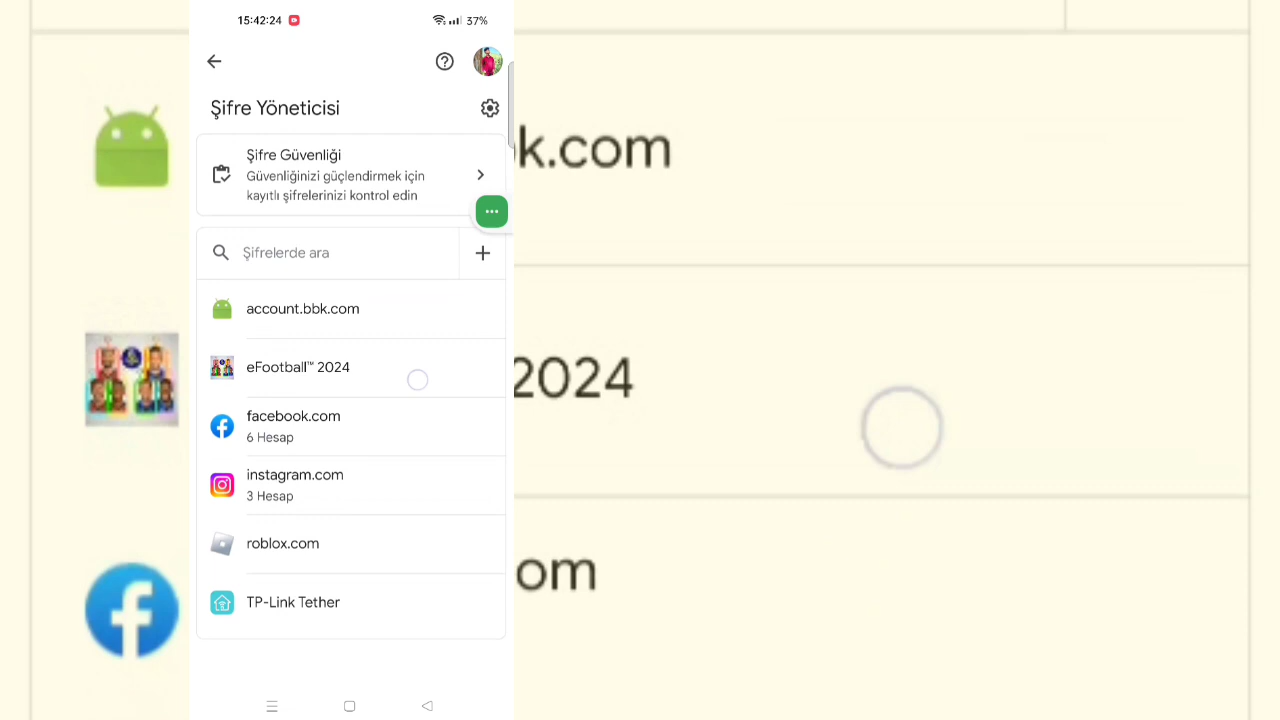 15:42:24
37%
Şifre Yöneticisi
Şifre Güvenliği
Güvenliğinizi güçlendirmek için
kayıtlı şifrelerinizi kontrol edin
Şifrelerde ara
account.bbk.com
eFootball™ 2024
facebook.com
6 Hesap
instagram.com
3 Hesap
roblox.com
TP-Link Tether
k.com
2024
om